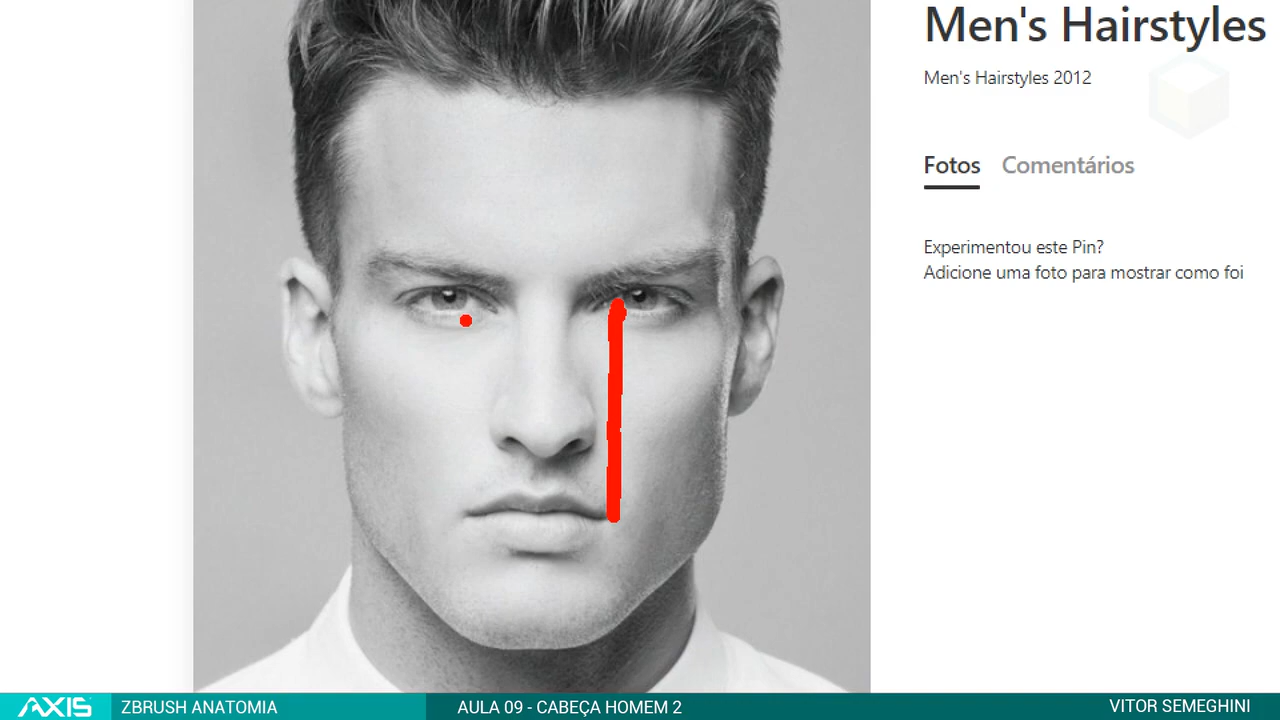 Men's Hairstyles
Men's Hairstyles 2012
Fotos Comentários
Experimentou este Pin?
Adicione uma foto para mostrar como foi
AXIS ZBRUSH ANATOMIA AULA 09 - CABEÇA HOMEM 2 VITOR SEMEGHINI